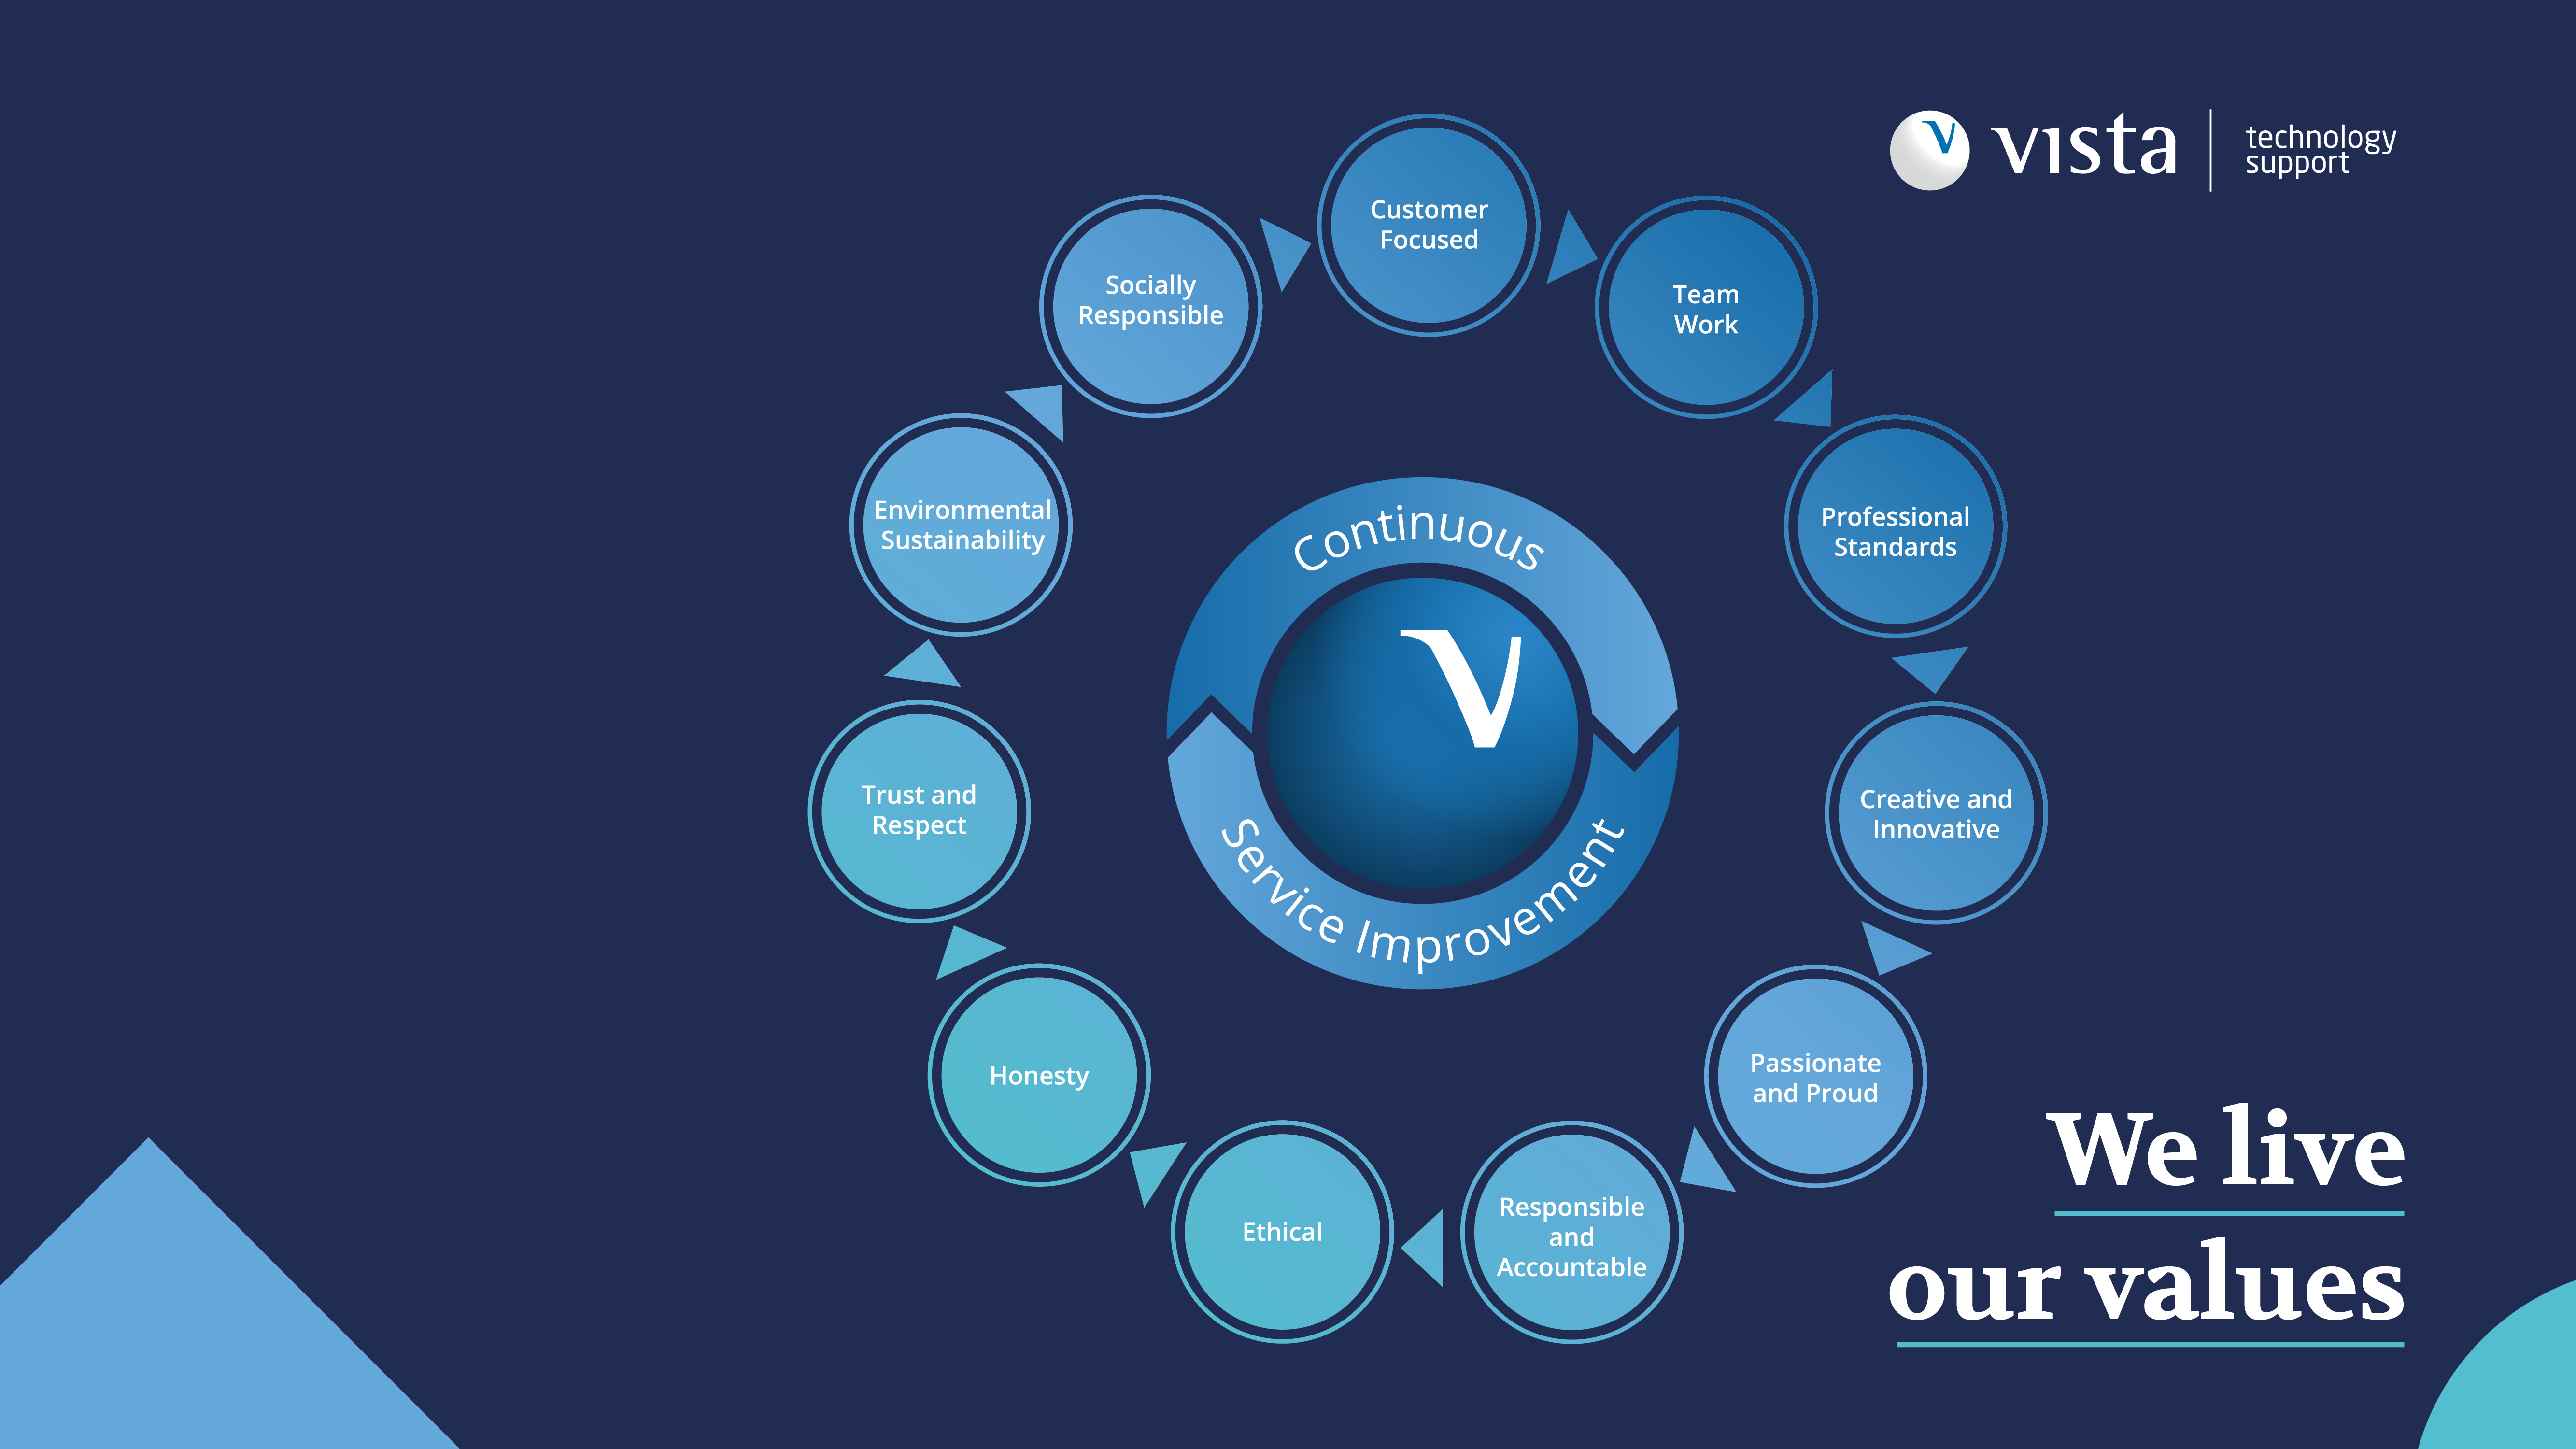 vısta
technology
support
Customer
Focused
Team
Work
Professional
Standards
Creative and
Innovative
Passionate
and Proud
Responsible
and
Accountable
Ethical
Honesty
Trust and
Respect
Environmental
Sustainability
Socially
Responsible
Continuous
Service Improvement
v
We live
our values